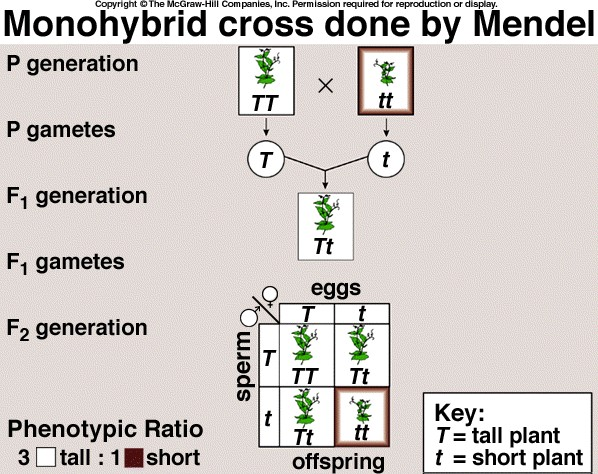 Copyright © The McGraw-Hill Companies, Inc. Permission required for reproduction or display.
Monohybrid cross done by Mendel
P generation
TT
×
tt
P gametes
T
t
F1 generation
Tt
F1 gametes
eggs
F2 generation
♂ ♀
T t
sperm
T
TT Tt
t
Tt tt
offspring
Phenotypic Ratio
3 tall : 1 short
Key:
T = tall plant
t = short plant